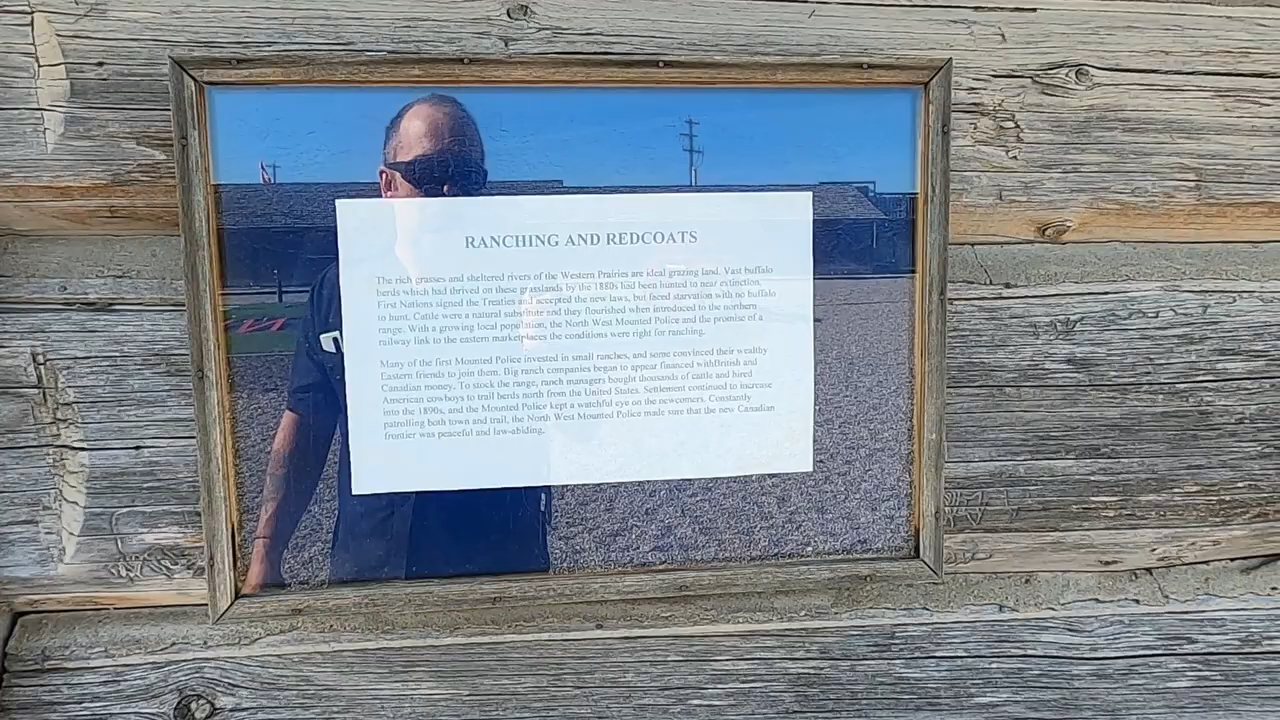 RANCHING AND REDCOATS
The rich grasses and sheltered rivers of the Western Prairies are ideal grazing land. Vast buffalo
herds which had thrived on these grasslands by the 1880s had been hunted to near extinction.
First Nations signed the Treaties and accepted the new laws, but faced starvation with no buffalo
to hunt. Cattle were a natural substitute and they flourished when introduced to the northern
range. With a growing local population, the North West Mounted Police and the promise of a
railway link to the eastern marketplaces the conditions were right for ranching.
Many of the first Mounted Police invested in small ranches, and some convinced their wealthy
Eastern friends to join them. Big ranch companies began to appear financed withBritish and
Canadian money. To stock the range, ranch managers bought thousands of cattle and hired
American cowboys to trail herds north from the United States. Settlement continued to increase
into the 1890s, and the Mounted Police kept a watchful eye on the newcomers. Constantly
patrolling both town and trail, the North West Mounted Police made sure that the new Canadian
frontier was peaceful and law-abiding.